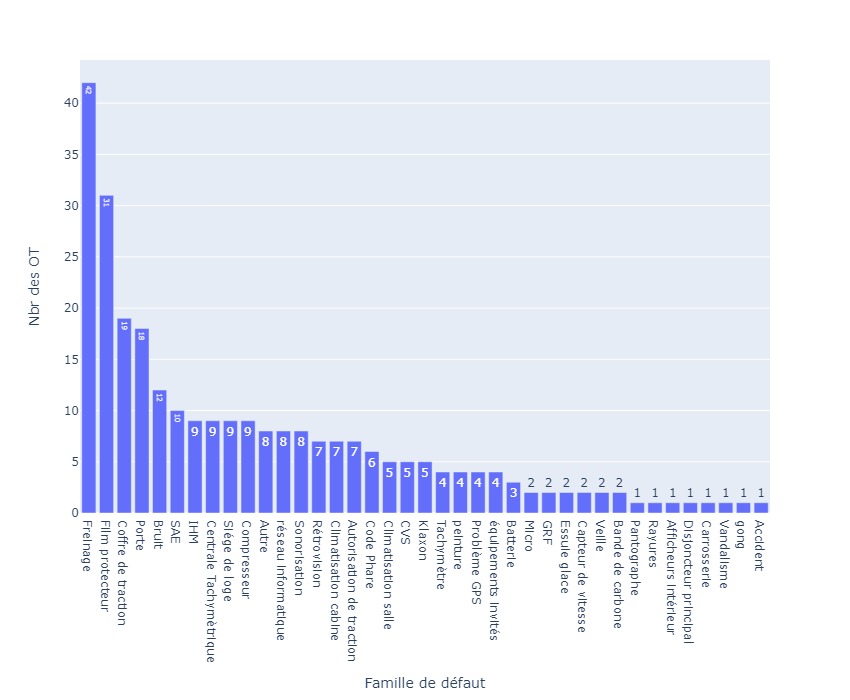 42
31
19
18
12
10
9
9
9
9
8
8
8
7
7
7
6
5
5
5
4
4
4
4
3
2
2
2
2
2
2
1
1
1
1
1
1
1
1
40
35
30
25
20
15
10
5
0
Nbr des OT
Freinage
Film protecteur
Coffre de traction
Porte
Bruit
SAE
IHM
Centrale Tachymètrique
Siége de loge
Compresseur
Autre
réseau informatique
Sonorisation
Rétrovision
Climatisation cabine
Autorisation de traction
Code Phare
Climatisation salle
CVS
Klaxon
Tachymètre
peinture
Problème GPS
équipements invités
Batterie
Micro
GRF
Essuie glace
Capteur de vitesse
Veille
Bande de carbone
Pantographe
Rayures
Afficheurs intérieur
Disjoncteur principal
Carrosserie
Vandalisme
gong
Accident
Famille de défaut